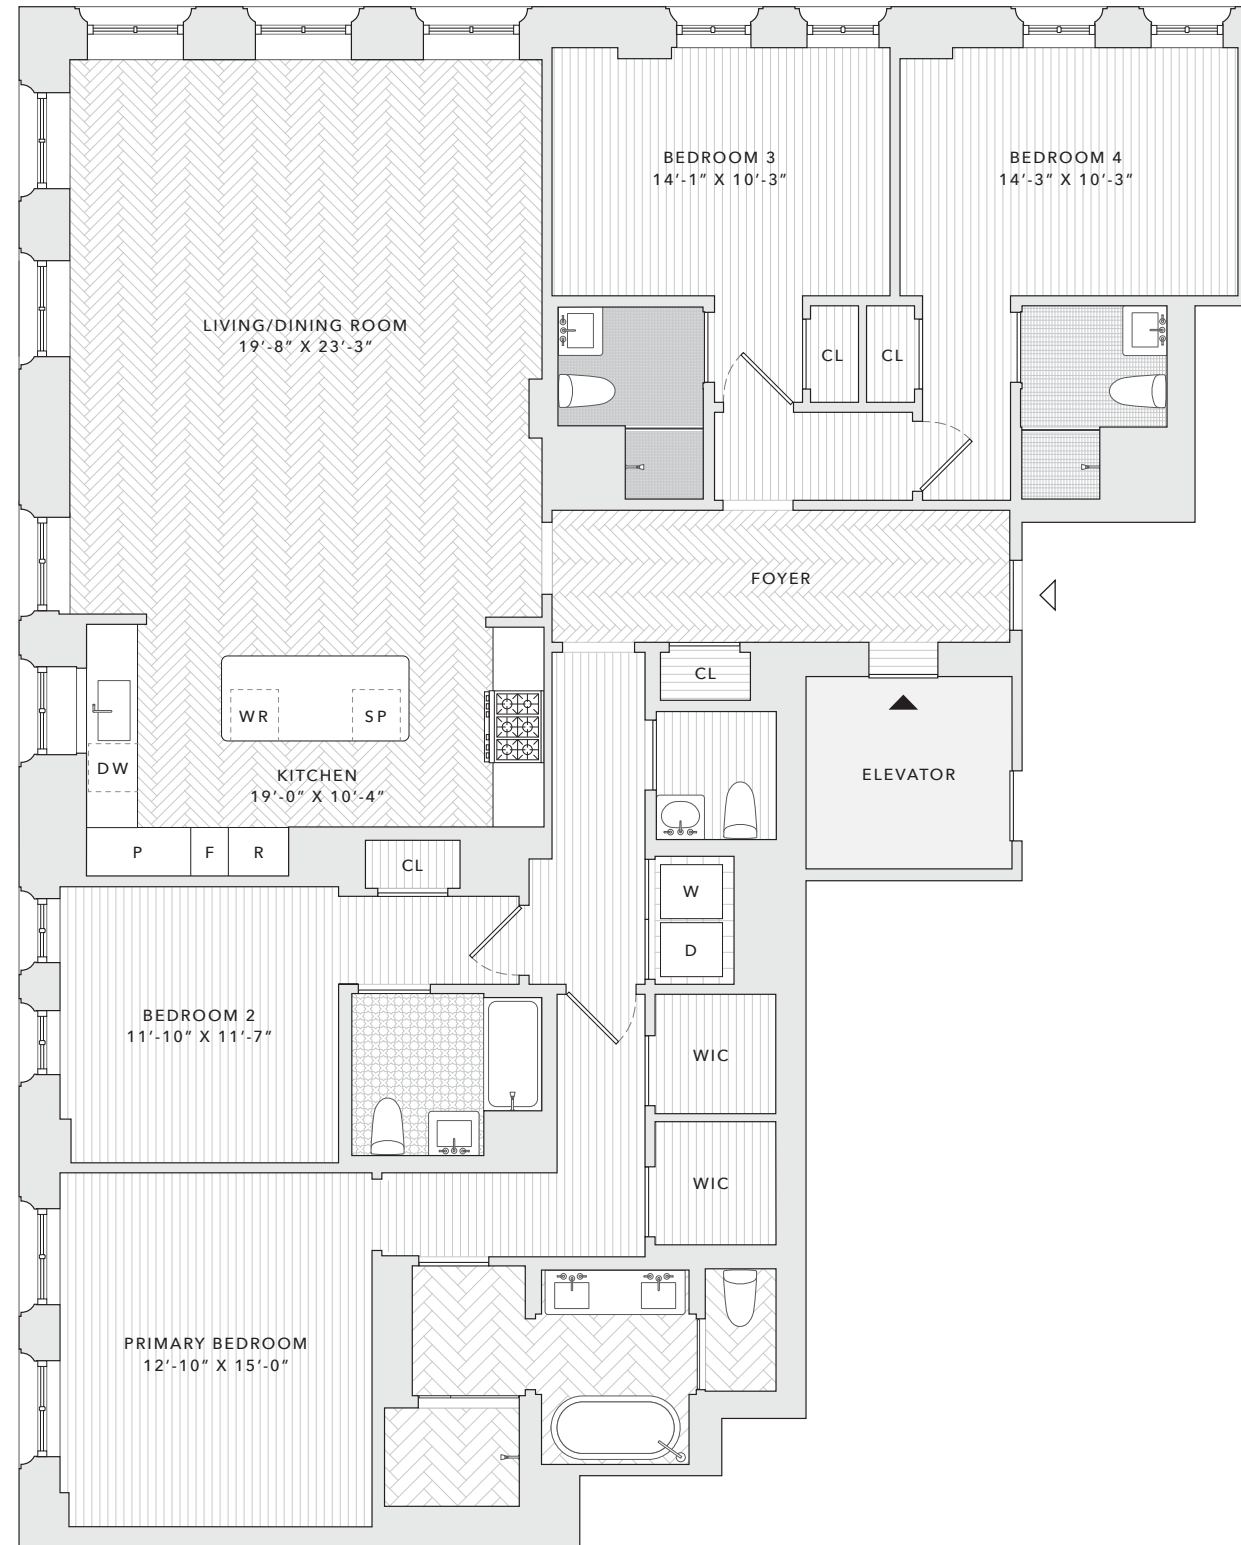 BEDROOM 3
14’-1” X 10’-3”
BEDROOM 4
14’-3” X 10’-3”
LIVING/DINING ROOM
19’-8” X 23’-3”
CL
CL
FOYER
CL
WR
SP
DW
KITCHEN
19’-0” X 10’-4”
ELEVATOR
P
F
R
CL
W
D
BEDROOM 2
11’-10” X 11’-7”
WIC
WIC
PRIMARY BEDROOM
12’-10” X 15’-0”